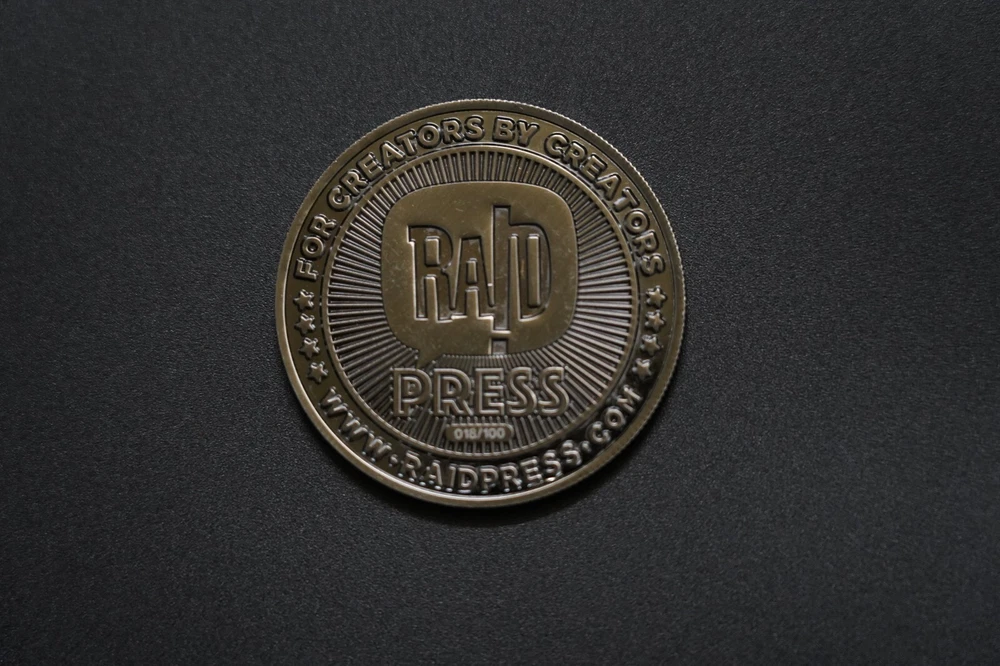 FOR CREATORS BY CREATORS
RAID
PRESS
018/100
WWW.RAIDPRESS.COM